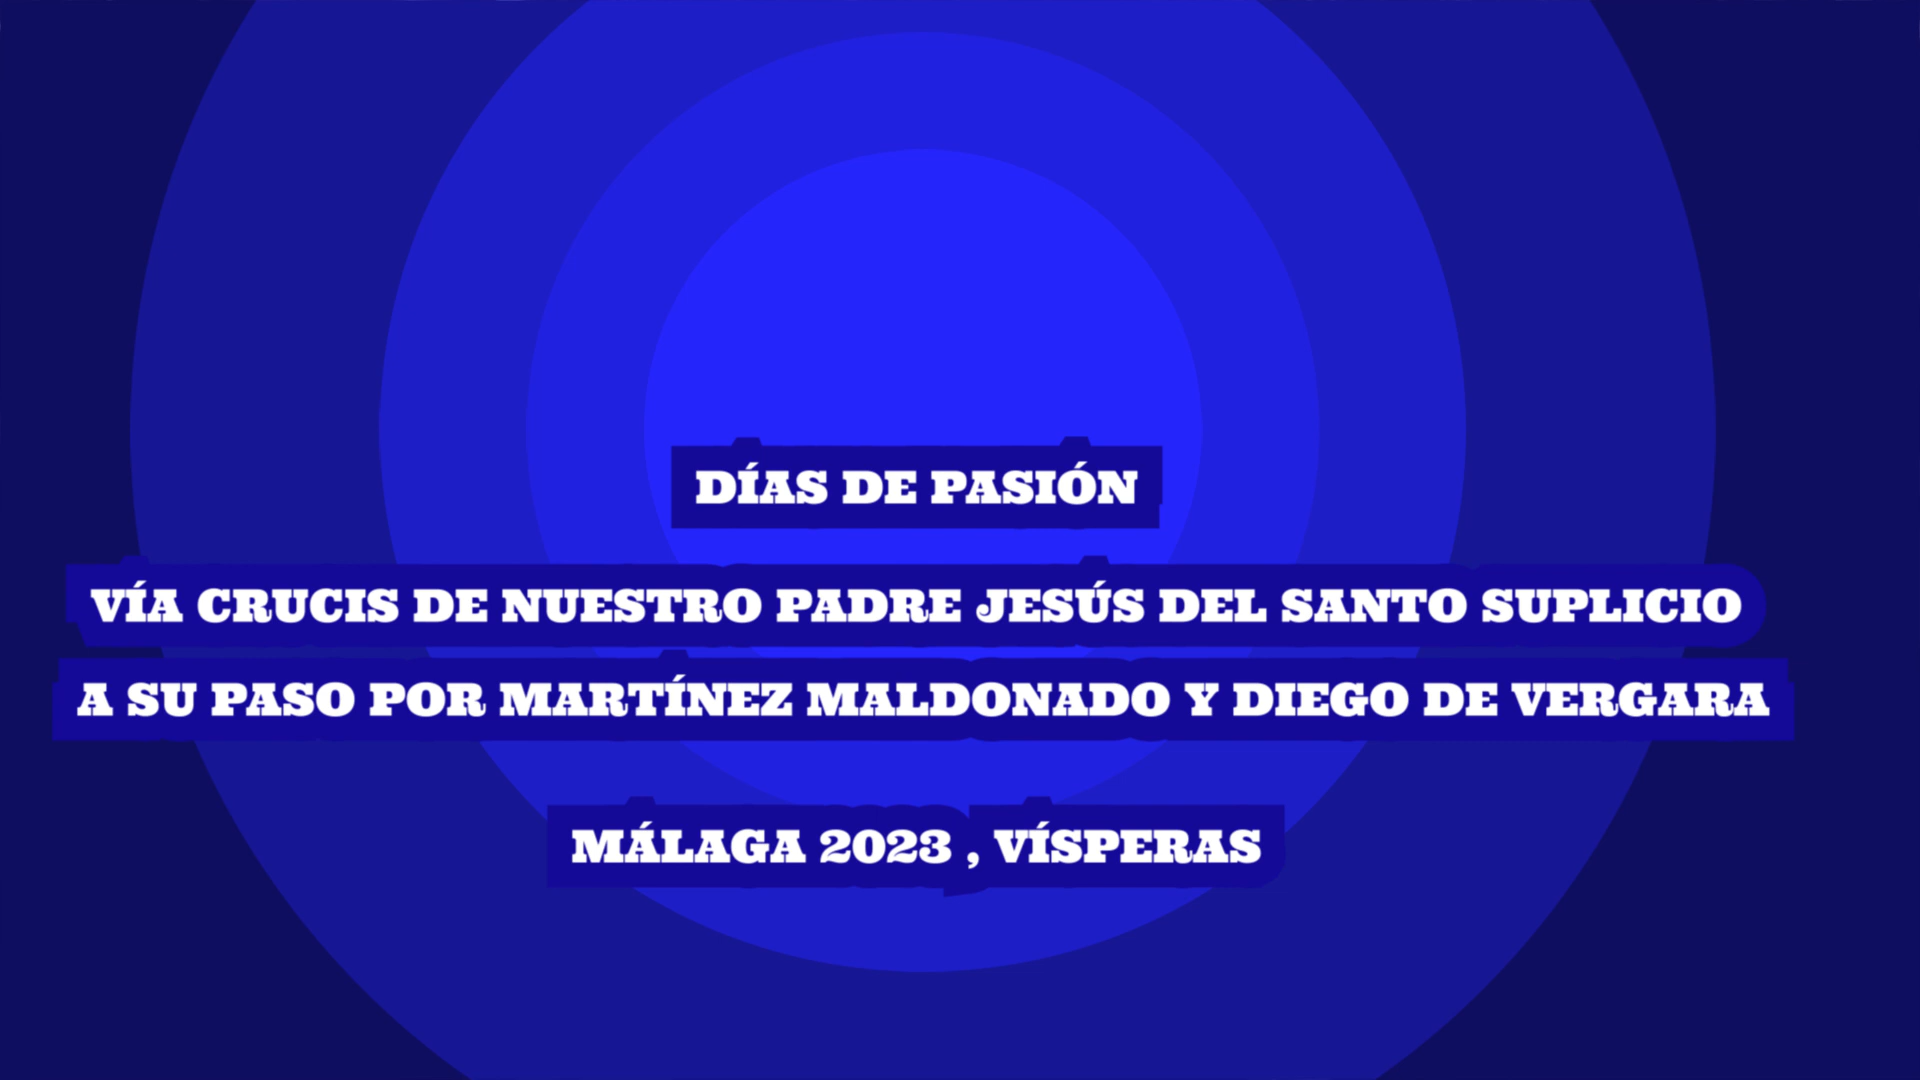 DÍAS DE PASIÓN
VÍA CRUCIS DE NUESTRO PADRE JESÚS DEL SANTO SUPLICIO
A SU PASO POR MARTÍNEZ MALDONADO Y DIEGO DE VERGARA
MÁLAGA 2023 , VÍSPERAS